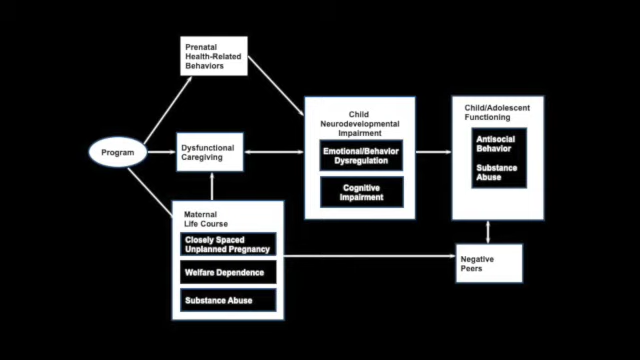 Prenatal
Health-Related
Behaviors
Program
Dysfunctional
Caregiving
Maternal
Life Course
Closely Spaced
Unplanned Pregnancy
Welfare Dependence
Substance Abuse
Child
Neurodevelopmental
Impairment
Emotional/Behavior
Dysregulation
Cognitive
Impairment
Child/Adolescent
Functioning
Antisocial
Behavior
Substance
Abuse
Negative
Peers